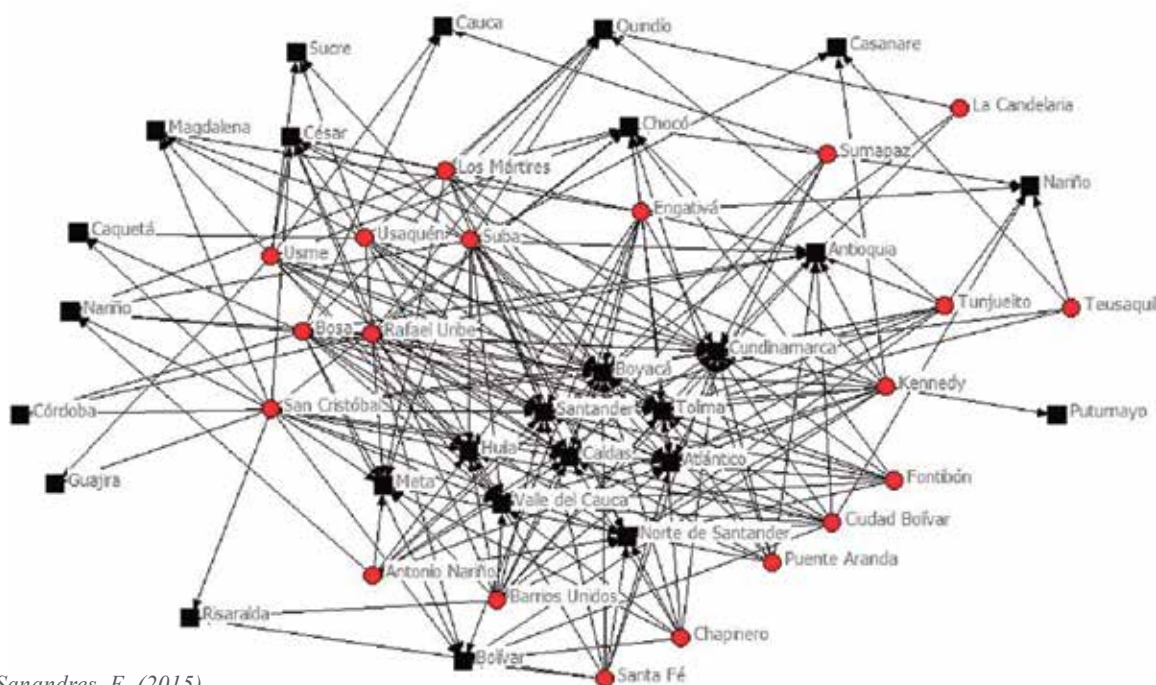 Cauca
Quindío
Sucre
Casanare
La Candelaria
Magdalena
César
Chocó
Los Mártires
Sumapaz
Nariño
Engativá
Caquetá
Usaquén
Suba
Usme
Antioquia
Nariño
Bosa
Rafael Uribe
Tunjuelito
Teusaquil
Cundinamarca
Boyacá
Kennedy
Córdoba
San Cristóbal
Santander
Tolima
Putumayo
Guajira
Meta
Huila
Caldas
Atlántico
Fontibón
Valle del Cauca
Ciudad Bolívar
Norte de Santander
Puente Aranda
Antonio Nariño
Barrios Unidos
Risaralda
Chapinero
Bolívar
Santa Fé
Sanandres, E. (2015)